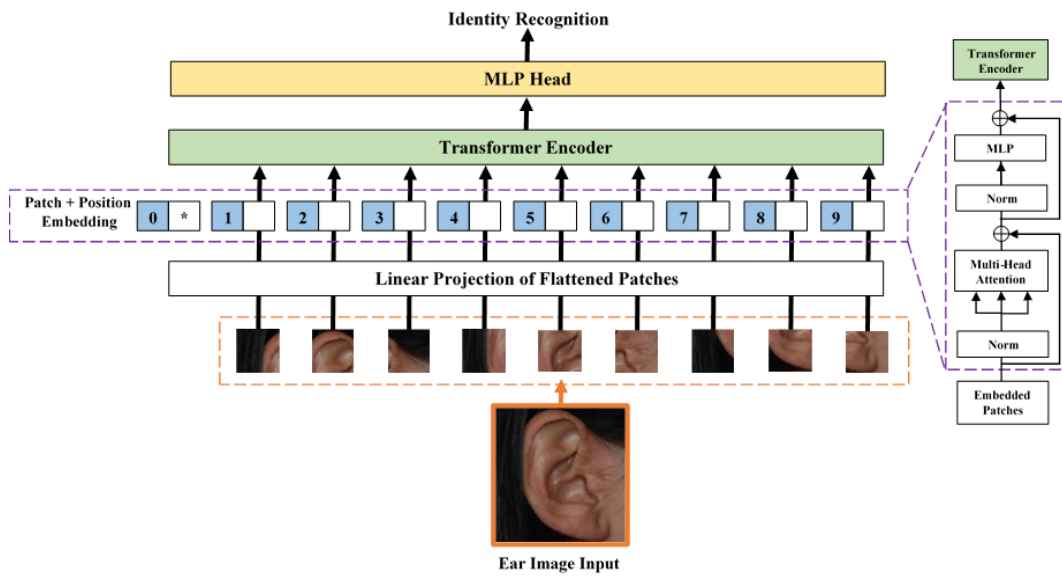 Identity Recognition
MLP Head
Transformer Encoder
Patch + Position
Embedding
0 * 1 2 3 4 5 6 7 8 9
Linear Projection of Flattened Patches
Ear Image Input
Transformer
Encoder
MLP
Norm
Multi-Head
Attention
Norm
Embedded
Patches